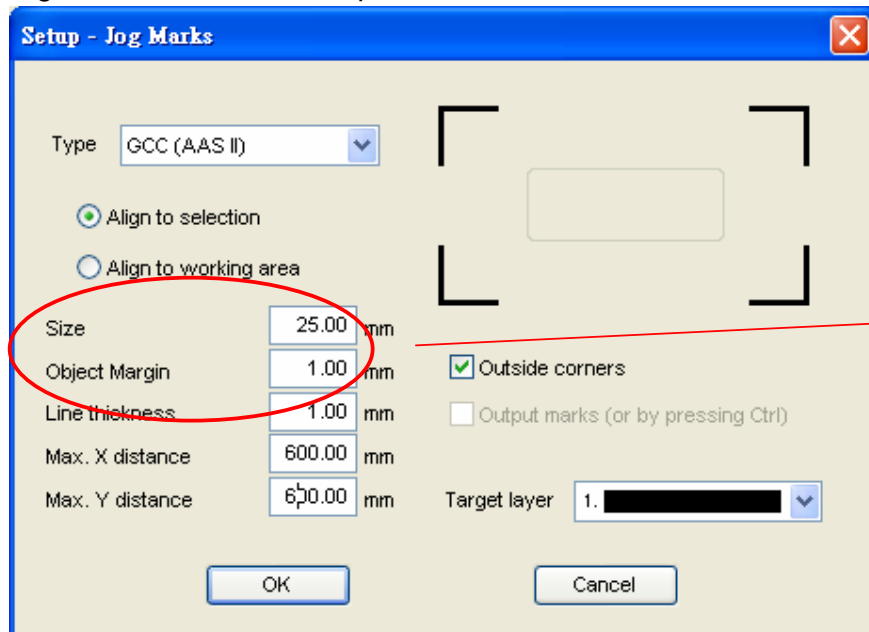 Setup - Jog Marks
Type GCC (AAS II)
Align to selection
Align to working area
Size 25.00 mm
Object Margin 1.00 mm
Outside corners
Line thickness 1.00 mm
Output marks (or by pressing Ctrl)
Max. X distance 600.00 mm
Max. Y distance 600.00 mm
Target layer 1.
OK
Cancel